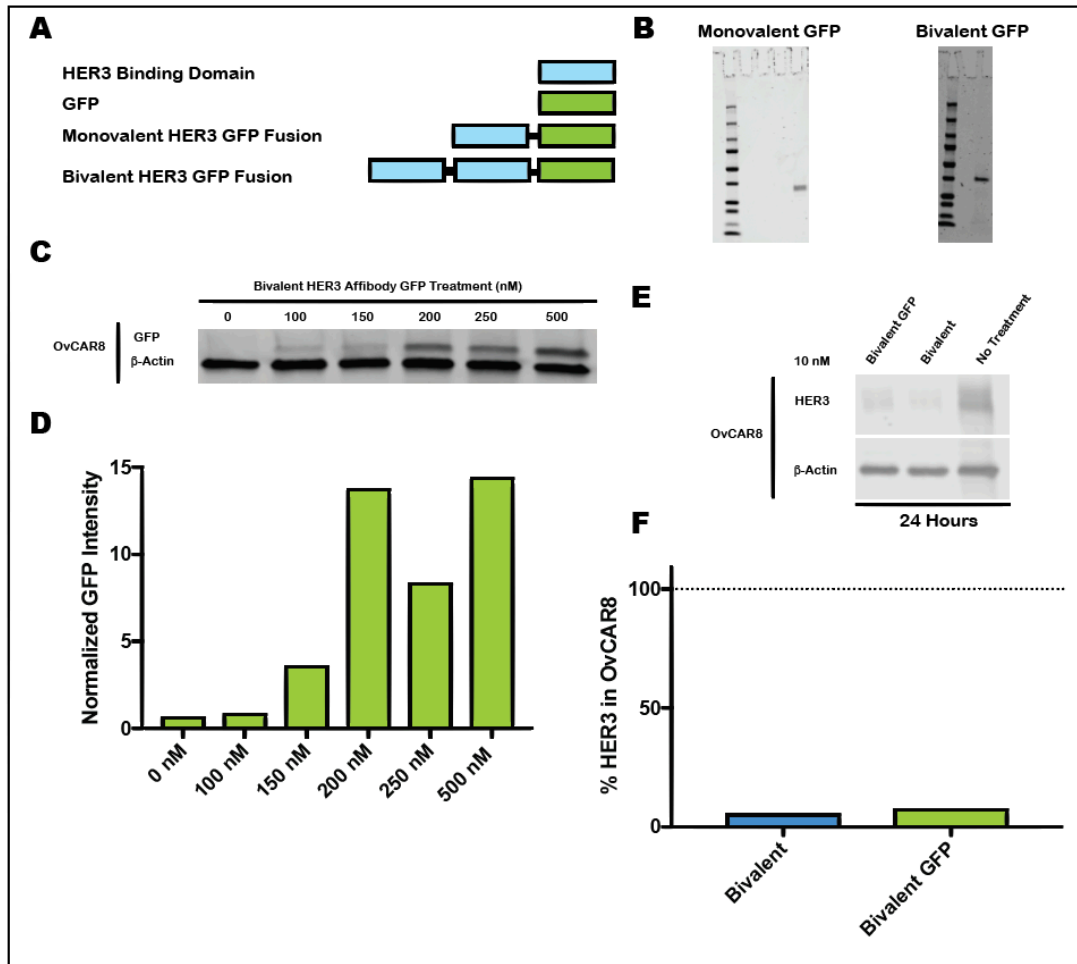 A
HER3 Binding Domain
GFP
Monovalent HER3 GFP Fusion
Bivalent HER3 GFP Fusion
B
Monovalent GFP
Bivalent GFP
C
Bivalent HER3 Affibody GFP Treatment (nM)
0 100 150 200 250 500
OvCAR8
GFP
β-Actin
D
Normalized GFP Intensity
15
10
5
0
0 nM
100 nM
150 nM
200 nM
250 nM
500 nM
E
10 nM
Bivalent GFP
Bivalent
No Treatment
OvCAR8
HER3
β-Actin
24 Hours
F
% HER3 in OvCAR8
100
50
0
Bivalent
Bivalent GFP